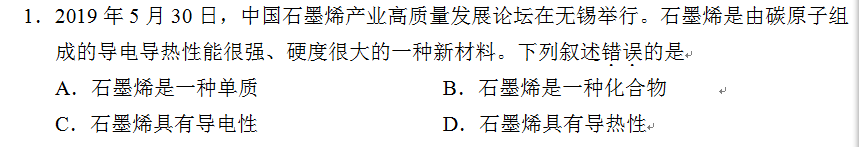 1．2019 年 5 月 30 日，中国石墨烯产业高质量发展论坛在无锡举行。石墨烯是由碳原子组
成的导电导热性能很强、硬度很大的一种新材料。下列叙述错误的是
A．石墨烯是一种单质 B．石墨烯是一种化合物
C．石墨烯具有导电性 D．石墨烯具有导热性